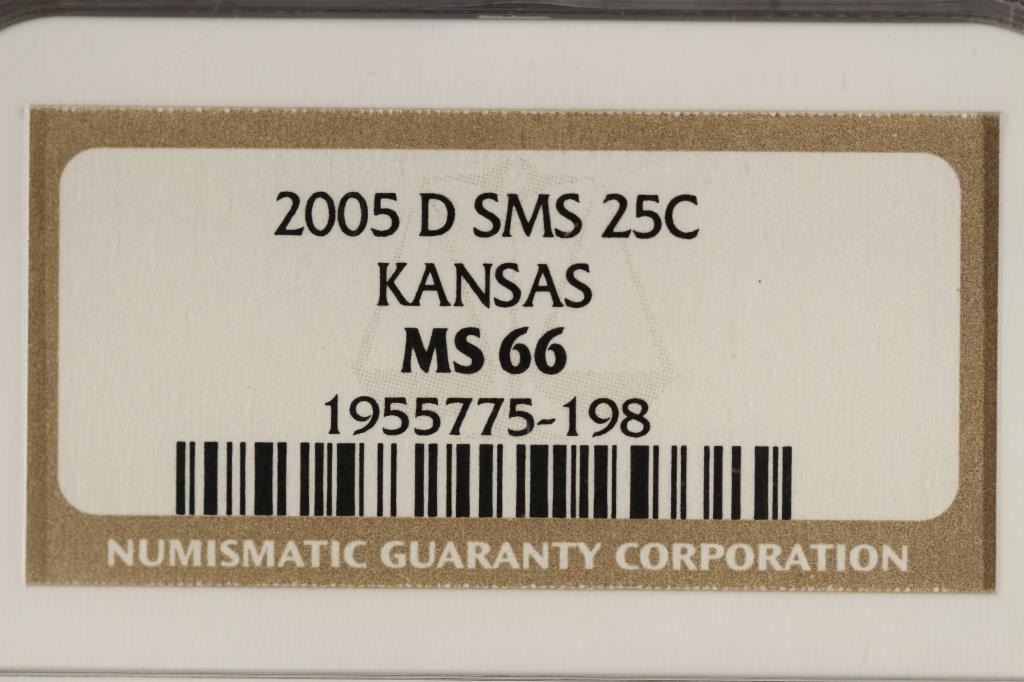 2005 D SMS 25C
KANSAS
MS 66
1955775-198
NUMISMATIC GUARANTY CORPORATION